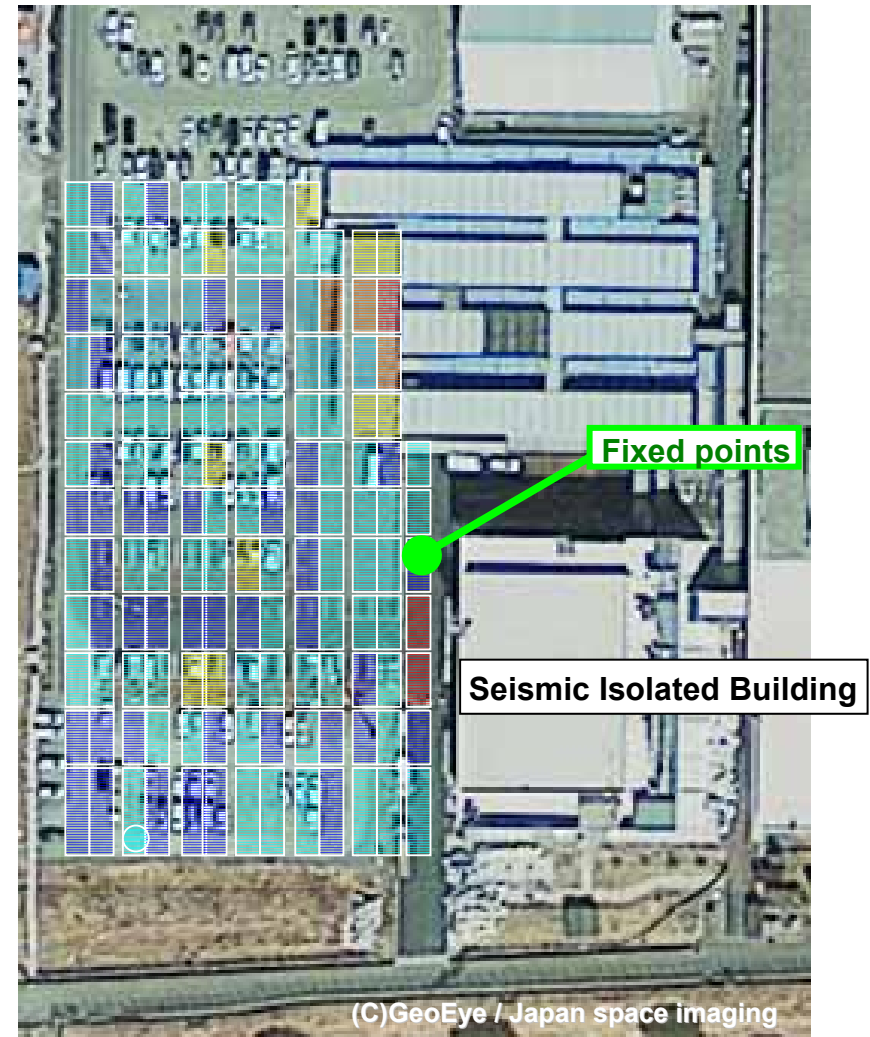 Fixed points
Seismic Isolated Building
(C)GeoEye / Japan space imaging